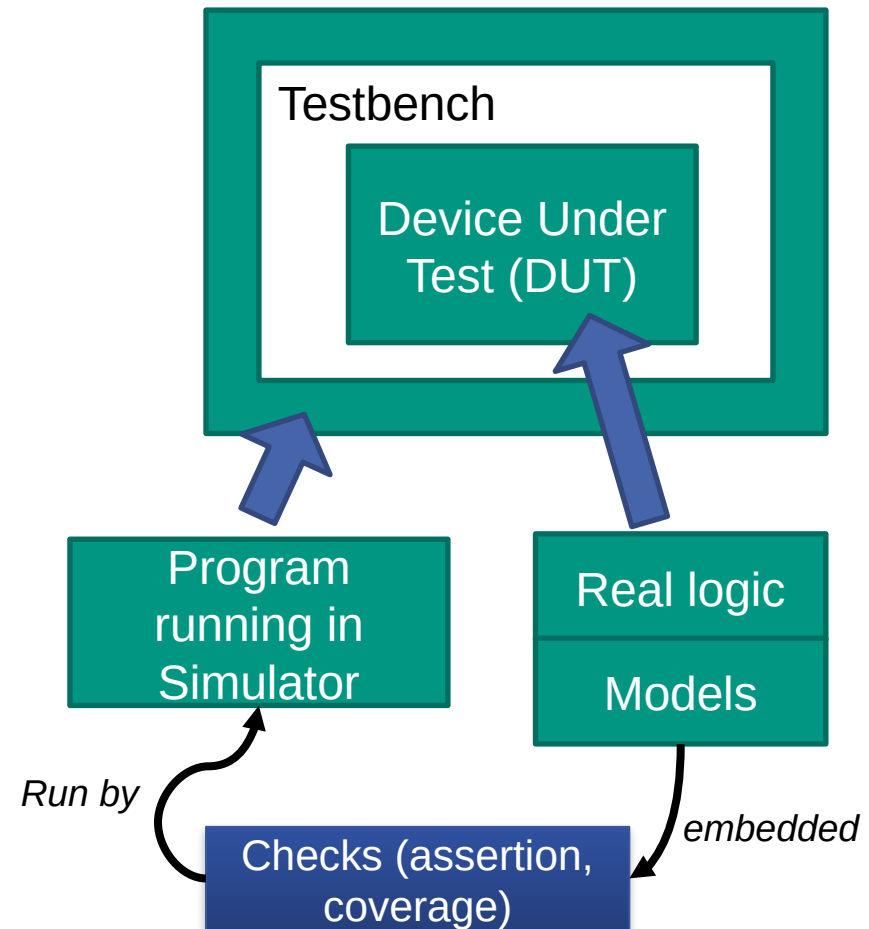 Testbench
Device Under
Test (DUT)
Program
running in
Simulator
Real logic
Models
Run by
embedded
Checks (assertion,
coverage)